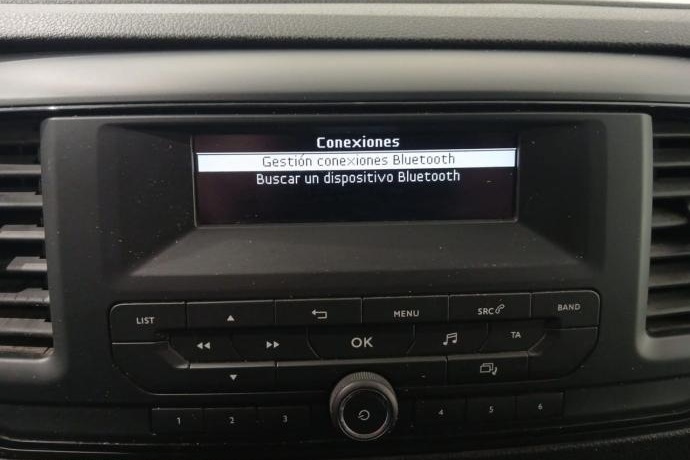 Conexiones
Gestión conexiones Bluetooth
Buscar un dispositivo Bluetooth
LIST
MENU
SRC
BAND
OK
TA
1 2 3 4 5 6